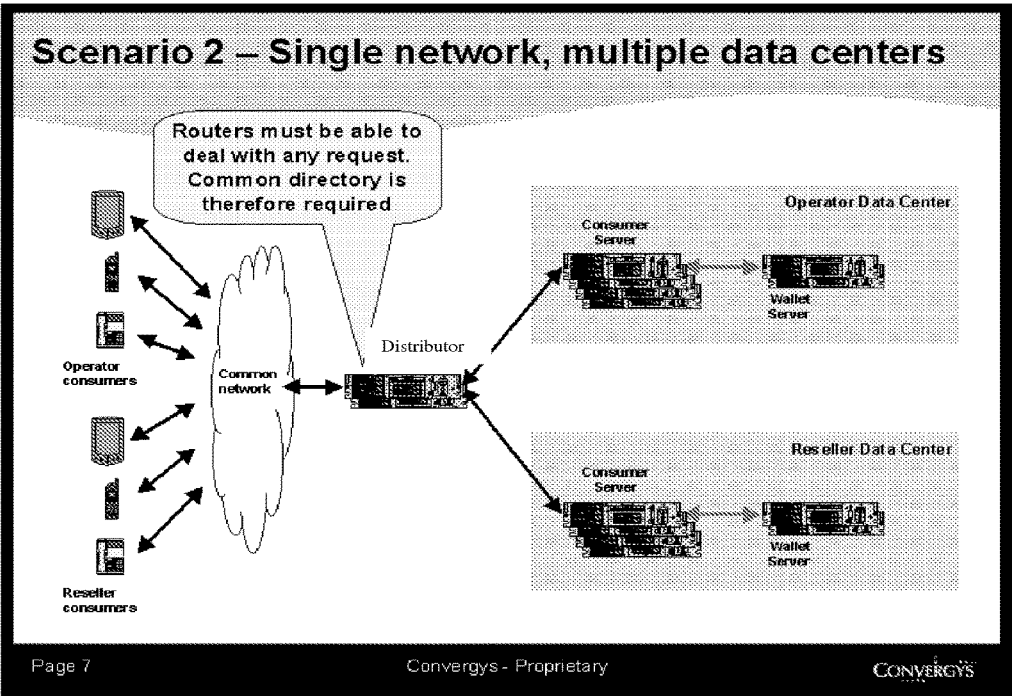 Scenario 2 – Single network, multiple data centers
Routers must be able to
deal with any request.
Common directory is
therefore required
Operator
consumers
Reseller
consumers
Common
network
Distributor
Operator Data Center
Consumer
Server
Wallet
Server
Reseller Data Center
Consumer
Server
Wallet
Server
Page 7
Convergys - Proprietary
CONVERGYS